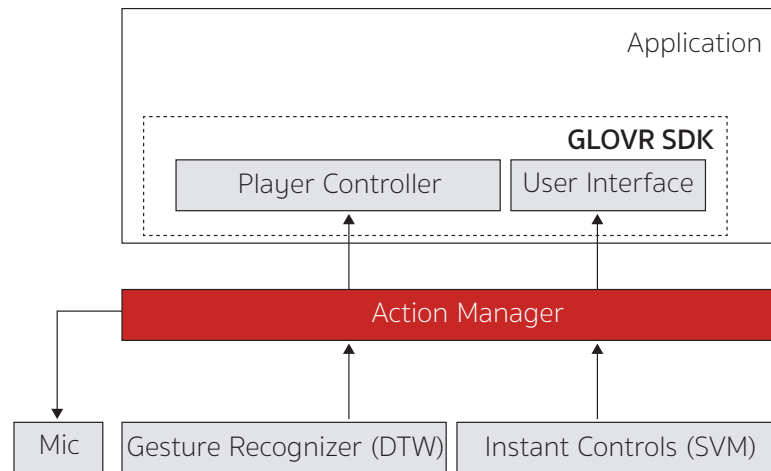 Application
GLOVR SDK
Player Controller
User Interface
Action Manager
Mic
Gesture Recognizer (DTW)
Instant Controls (SVM)